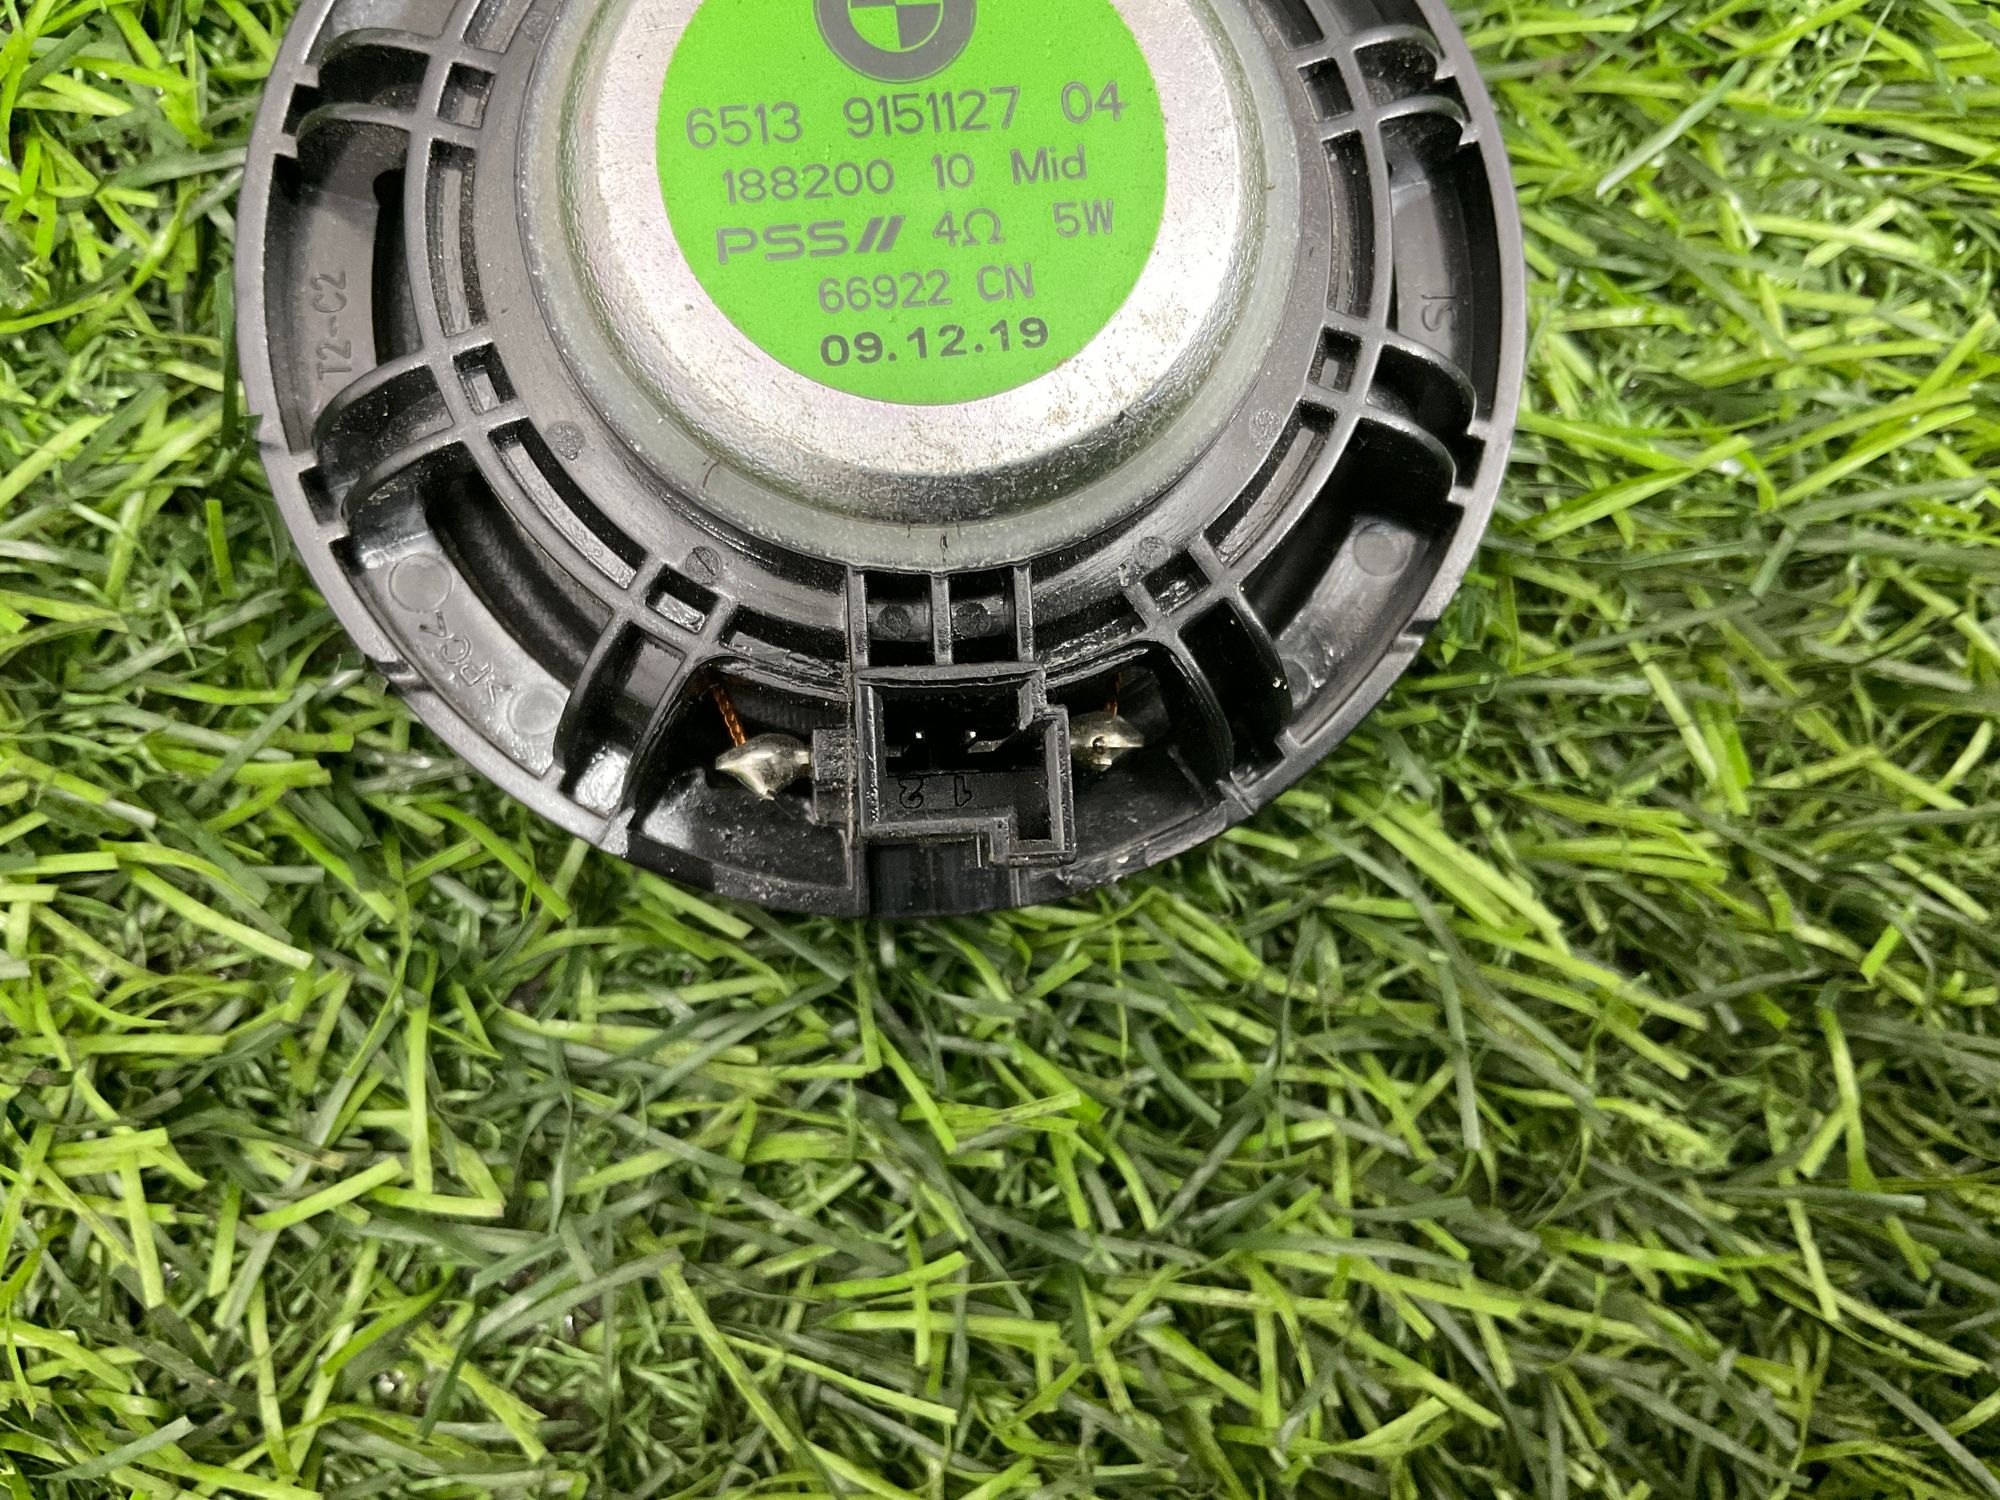 6513 9151127 04
188200 10 Mid
PSS// 4Ω 5W
66922 CN
09.12.19
T2-C2
2 1